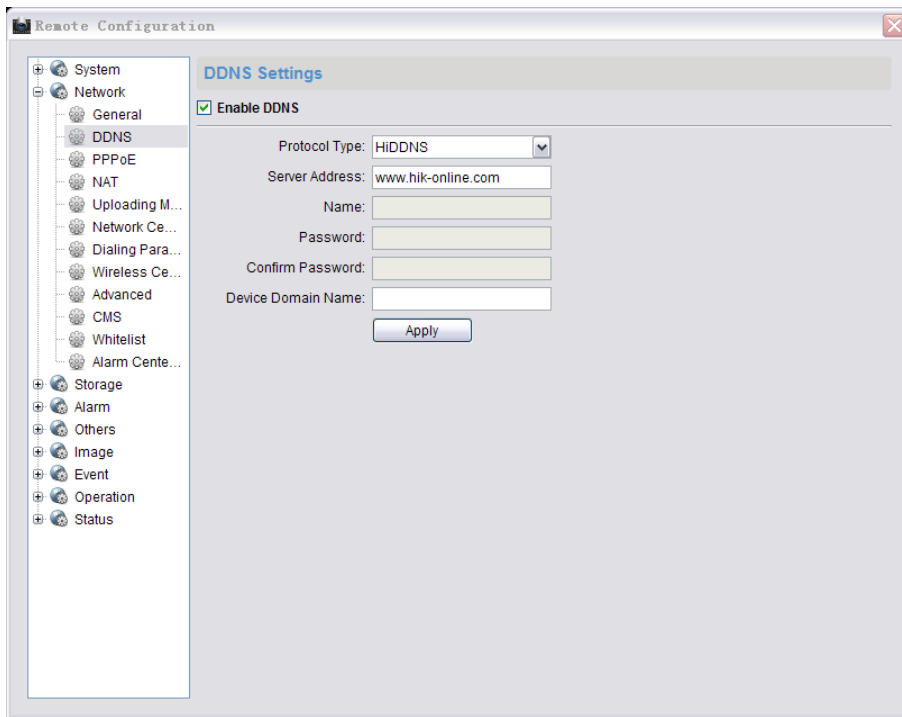 Remote Configuration
System
Network
General
DDNS
PPPoE
NAT
Uploading M...
Network Ce...
Dialing Para...
Wireless Ce...
Advanced
CMS
Whitelist
Alarm Cente...
Storage
Alarm
Others
Image
Event
Operation
Status
DDNS Settings
Enable DDNS
Protocol Type: HiDDNS
Server Address: www.hik-online.com
Name:
Password:
Confirm Password:
Device Domain Name:
Apply